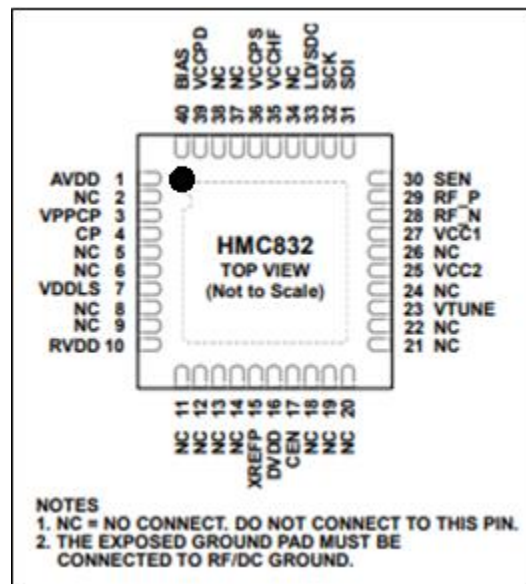 40 BIAS
39 VCCPD
38 NC
37 NC
36 VCCPS
35 VCCHF
34 NC
33 LD/SDC
32 SCK
31 SDI
AVDD 1
NC 2
VPPCP 3
CP 4
NC 5
NC 6
VDDLS 7
NC 8
NC 9
RVDD 10
HMC832
TOP VIEW
(Not to Scale)
30 SEN
29 RF_P
28 RF_N
27 VCC1
26 NC
25 VCC2
24 NC
23 VTUNE
22 NC
21 NC
NC 11
NC 12
NC 13
NC 14
XREFP 15
DVDD 16
CEN 17
NC 18
NC 19
NC 20
NOTES
1. NC = NO CONNECT. DO NOT CONNECT TO THIS PIN.
2. THE EXPOSED GROUND PAD MUST BE
CONNECTED TO RF/DC GROUND.